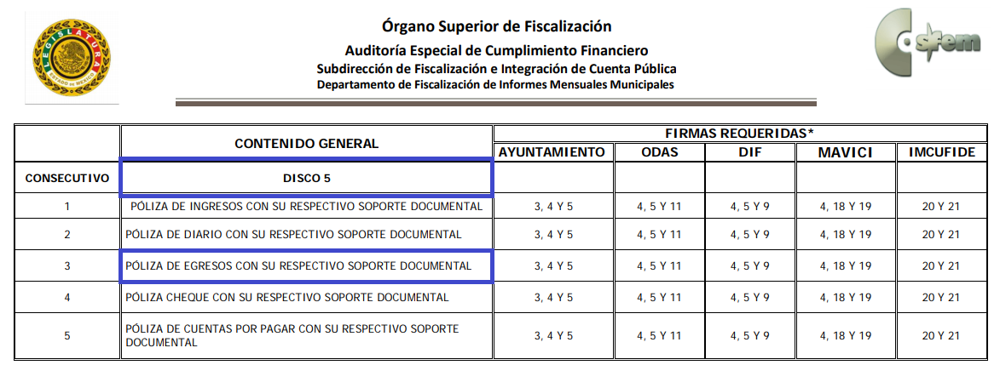 Órgano Superior de Fiscalización
Auditoría Especial de Cumplimiento Financiero
Subdirección de Fiscalización e Integración de Cuenta Pública
Departamento de Fiscalización de Informes Mensuales Municipales
LEGISLATURA
ESTADO DE MEXICO
Osfem
CONTENIDO GENERAL
FIRMAS REQUERIDAS*
AYUNTAMIENTO ODAS DIF MAVICI IMCUFIDE
CONSECUTIVO DISCO 5
1 PÓLIZA DE INGRESOS CON SU RESPECTIVO SOPORTE DOCUMENTAL 3, 4 Y 5 4, 5 Y 11 4, 5 Y 9 4, 18 Y 19 20 Y 21
2 PÓLIZA DE DIARIO CON SU RESPECTIVO SOPORTE DOCUMENTAL 3, 4 Y 5 4, 5 Y 11 4, 5 Y 9 4, 18 Y 19 20 Y 21
3 PÓLIZA DE EGRESOS CON SU RESPECTIVO SOPORTE DOCUMENTAL 3, 4 Y 5 4, 5 Y 11 4, 5 Y 9 4, 18 Y 19 20 Y 21
4 PÓLIZA CHEQUE CON SU RESPECTIVO SOPORTE DOCUMENTAL 3, 4 Y 5 4, 5 Y 11 4, 5 Y 9 4, 18 Y 19 20 Y 21
5 PÓLIZA DE CUENTAS POR PAGAR CON SU RESPECTIVO SOPORTE
DOCUMENTAL 3, 4 Y 5 4, 5 Y 11 4, 5 Y 9 4, 18 Y 19 20 Y 21